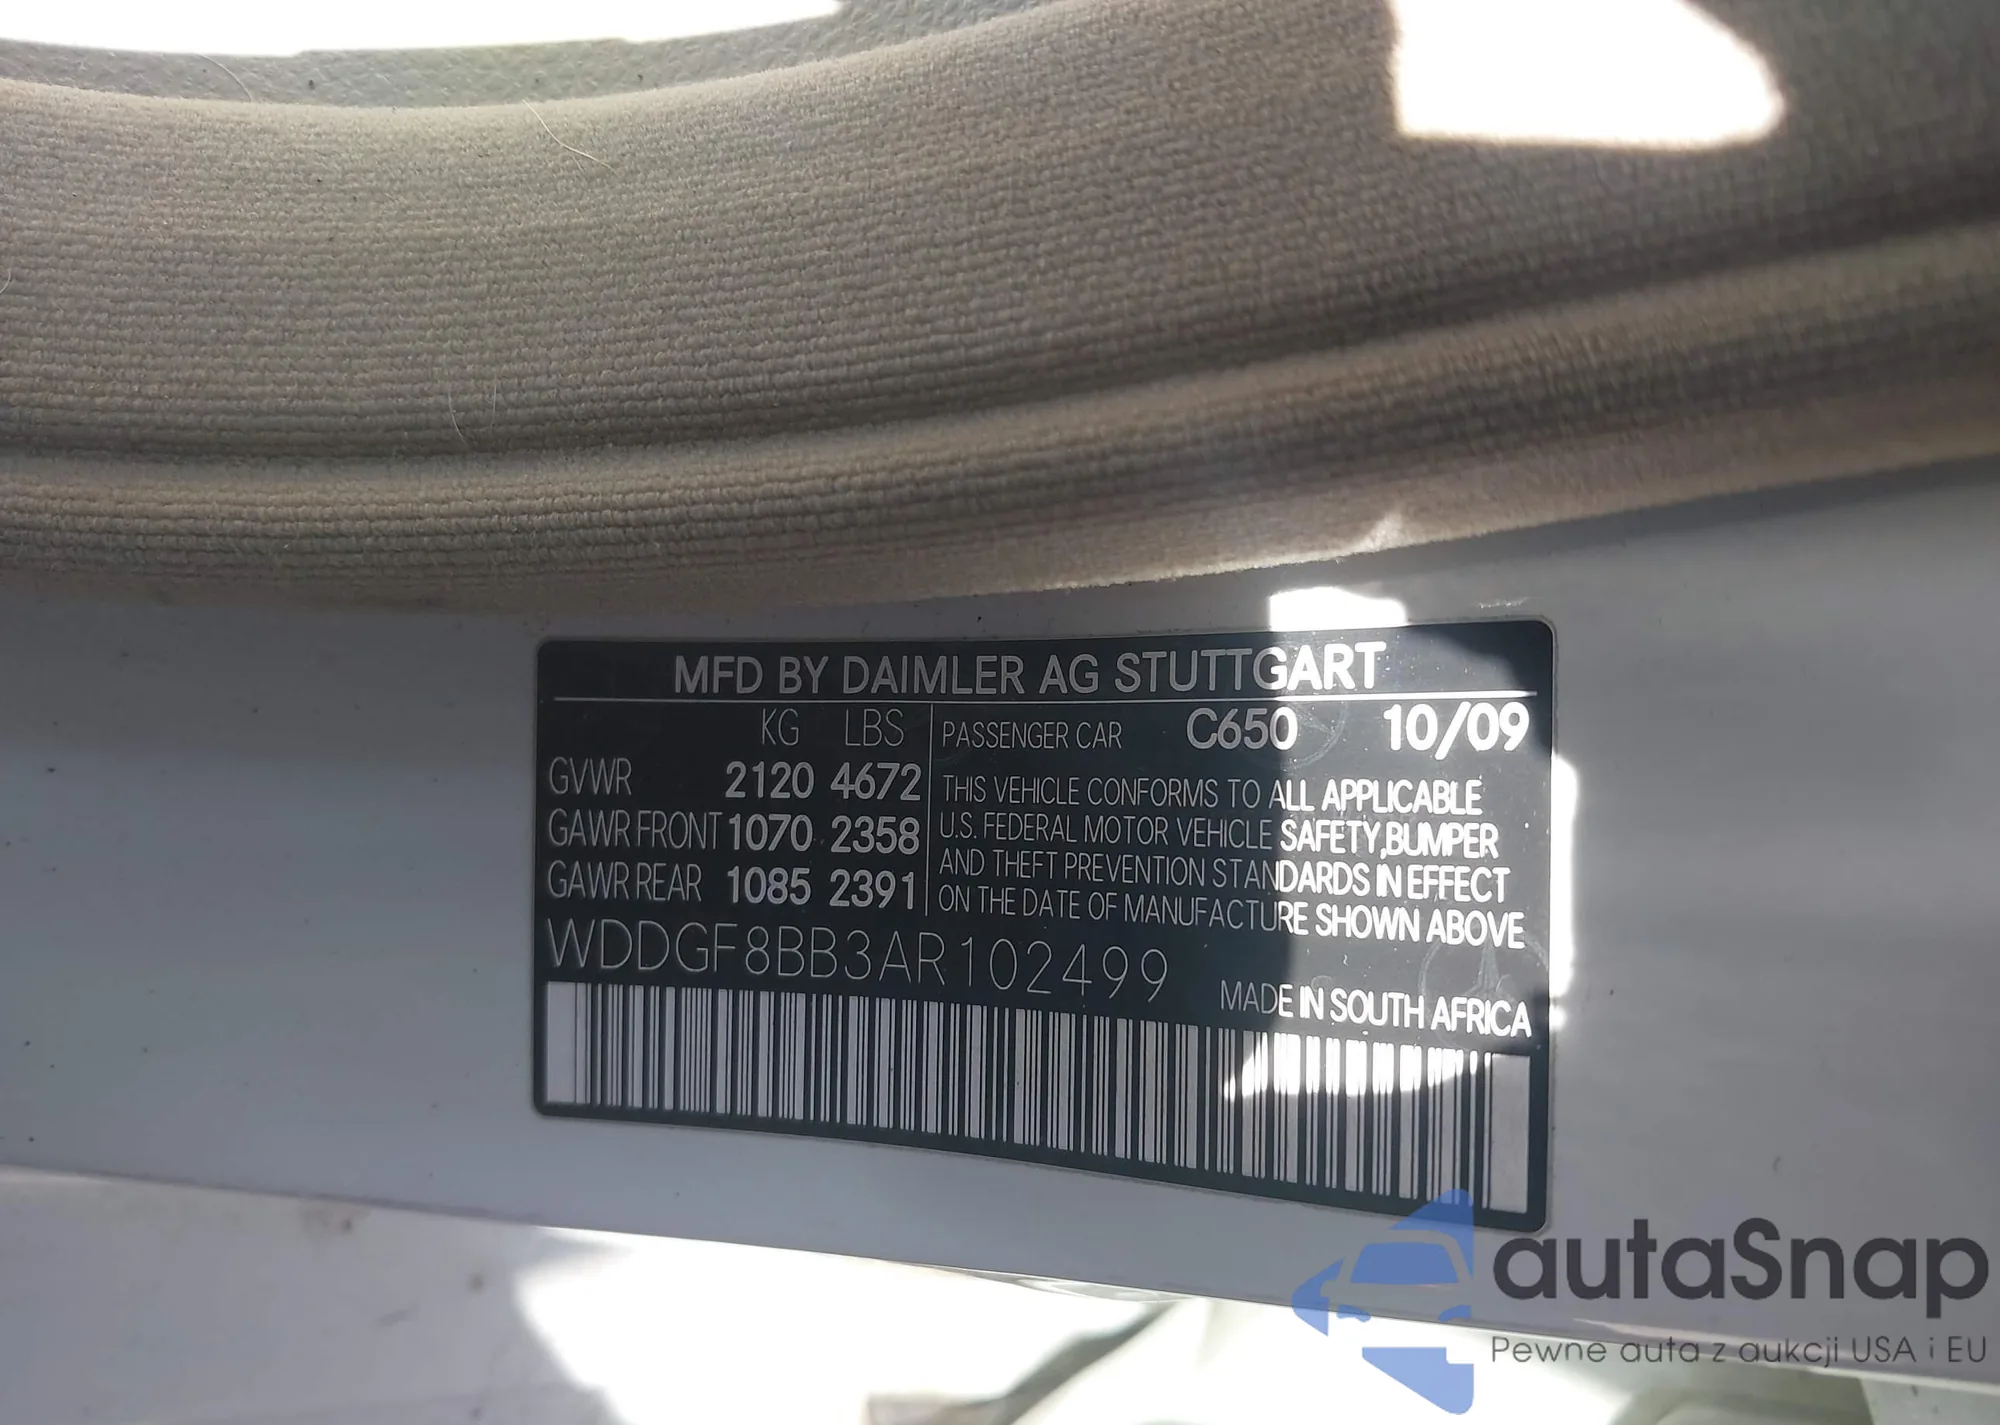 MFD BY DAIMLER AG STUTTGART
KG LBS
GVWR 2120 4672
GAWR FRONT 1070 2358
GAWR REAR 1085 2391
PASSENGER CAR C650 10/09
THIS VEHICLE CONFORMS TO ALL APPLICABLE
U.S. FEDERAL MOTOR VEHICLE SAFETY,BUMPER
AND THEFT PREVENTION STANDARDS IN EFFECT
ON THE DATE OF MANUFACTURE SHOWN ABOVE
WDDGF8BB3AR102499
MADE IN SOUTH AFRICA
autaSnap
Pewne auta z aukcji USA i EU